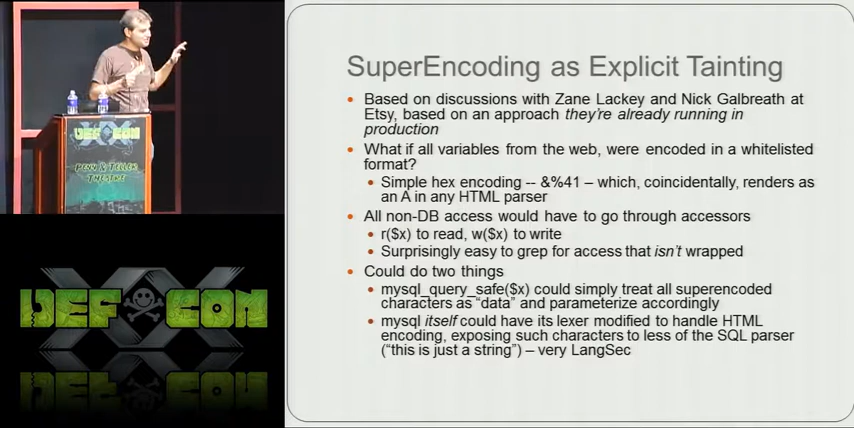 DEF CON
PENN & TELLER
THEATRE
DEF CON
SuperEncoding as Explicit Tainting
• Based on discussions with Zane Lackey and Nick Galbreath at
Etsy, based on an approach they're already running in
production
• What if all variables from the web, were encoded in a whitelisted
format?
• Simple hex encoding -- &%41 – which, coincidentally, renders as
an A in any HTML parser
• All non-DB access would have to go through accessors
• r($x) to read, w($x) to write
• Surprisingly easy to grep for access that isn't wrapped
• Could do two things
• mysql_query_safe($x) could simply treat all superencoded
characters as “data” and parameterize accordingly
• mysql itself could have its lexer modified to handle HTML
encoding, exposing such characters to less of the SQL parser
(“this is just a string”) – very LangSec